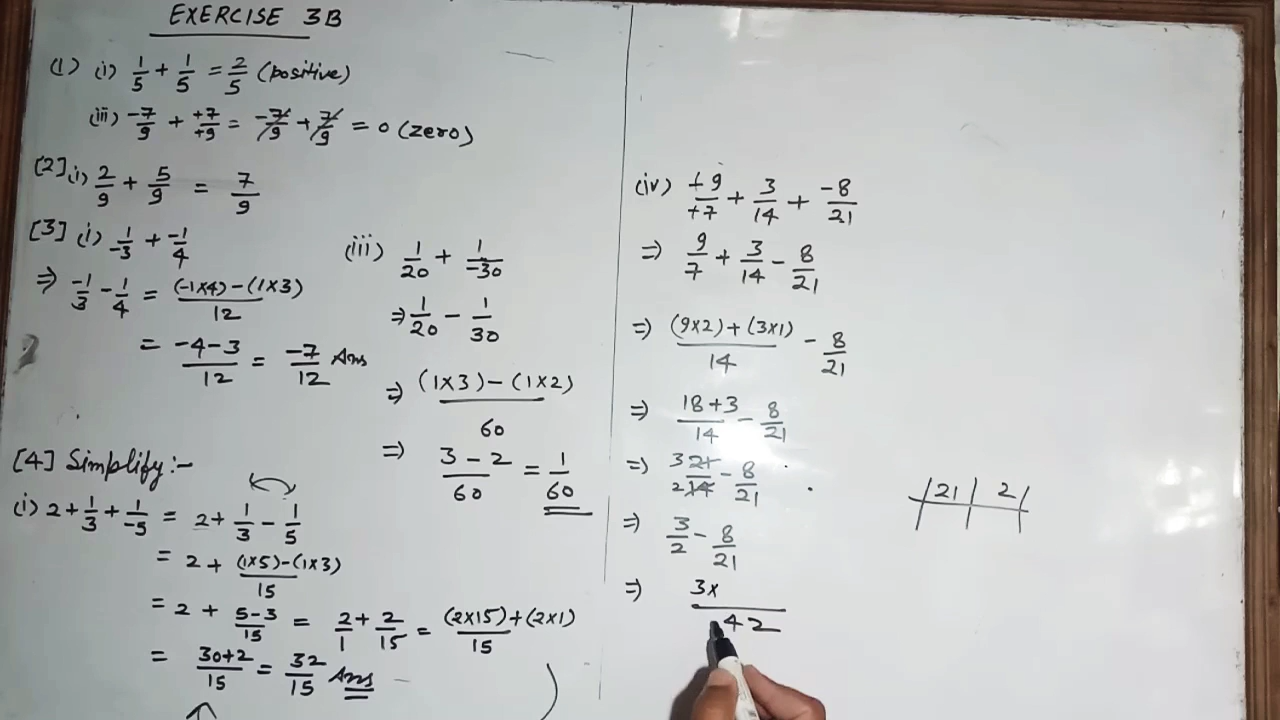 EXERCISE 3B
(1) (i) 1/5 + 1/5 = 2/5 (positive)
(iii) -7/9 + +7/+9 = -7/9 + 7/9 = 0 (zero)
[2] (i) 2/9 + 5/9 = 7/9
[3] (i) 1/-3 + -1/4
⇒ -1/3 - 1/4 = (-1×4)-(1×3)/12
= -4-3/12 = -7/12 Ans
(iii) 1/20 + 1/-30
⇒ 1/20 - 1/30
⇒ (1×3)-(1×2)/60
⇒ 3-2/60 = 1/60
[4] Simplify:-
(i) 2+1/3+1/-5 = 2+1/3-1/5
= 2+(1×5)-(1×3)/15
= 2+5-3/15 = 2/1+2/15 = (2×15)+(2×1)/15
= 30+2/15 = 32/15 Ans
(iv) +9/+7 + 3/14 + -8/21
⇒ 9/7 + 3/14 - 8/21
⇒ (9×2)+(3×1)/14 - 8/21
⇒ 18+3/14 - 8/21
⇒ 3 21/2 14 - 8/21
⇒ 3/2 - 8/21
⇒ 3×/42
21 2